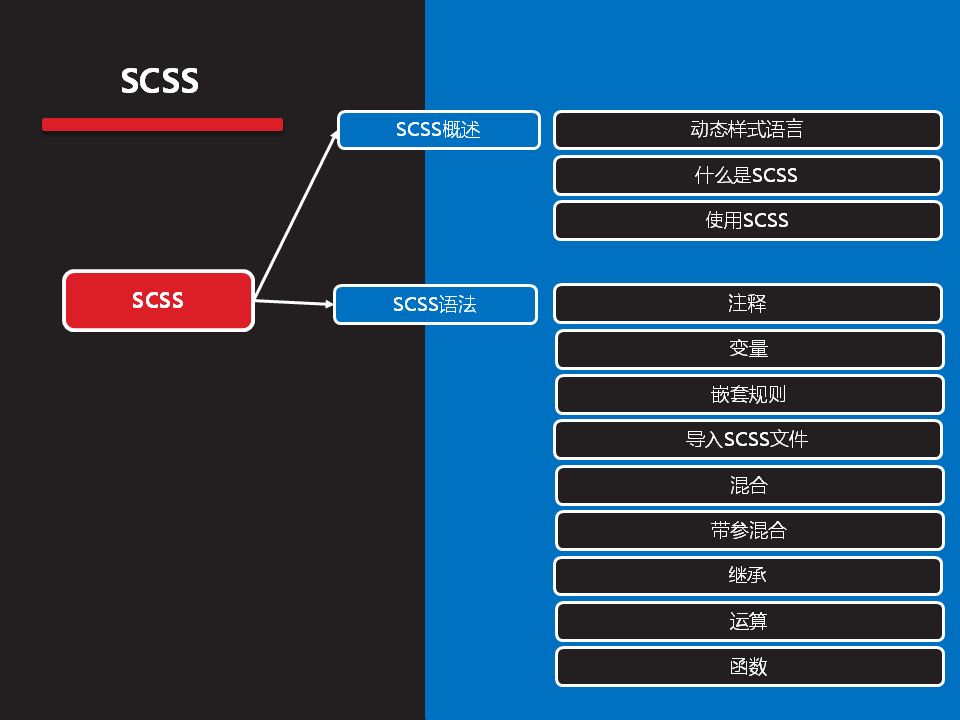 SCSS
SCSS
SCSS概述
动态样式语言
什么是SCSS
使用SCSS
SCSS语法
注释
变量
嵌套规则
导入SCSS文件
混合
带参混合
继承
运算
函数